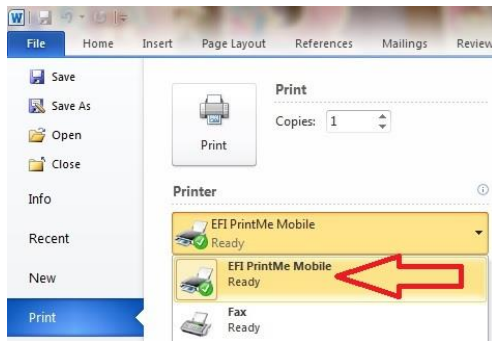 W
File Home Insert Page Layout References Mailings Review
Save
Save As
Open
Close
Info
Recent
New
Print
Print
Print
Copies: 1
Printer
EFI PrintMe Mobile
Ready
EFI PrintMe Mobile
Ready
Fax
Ready